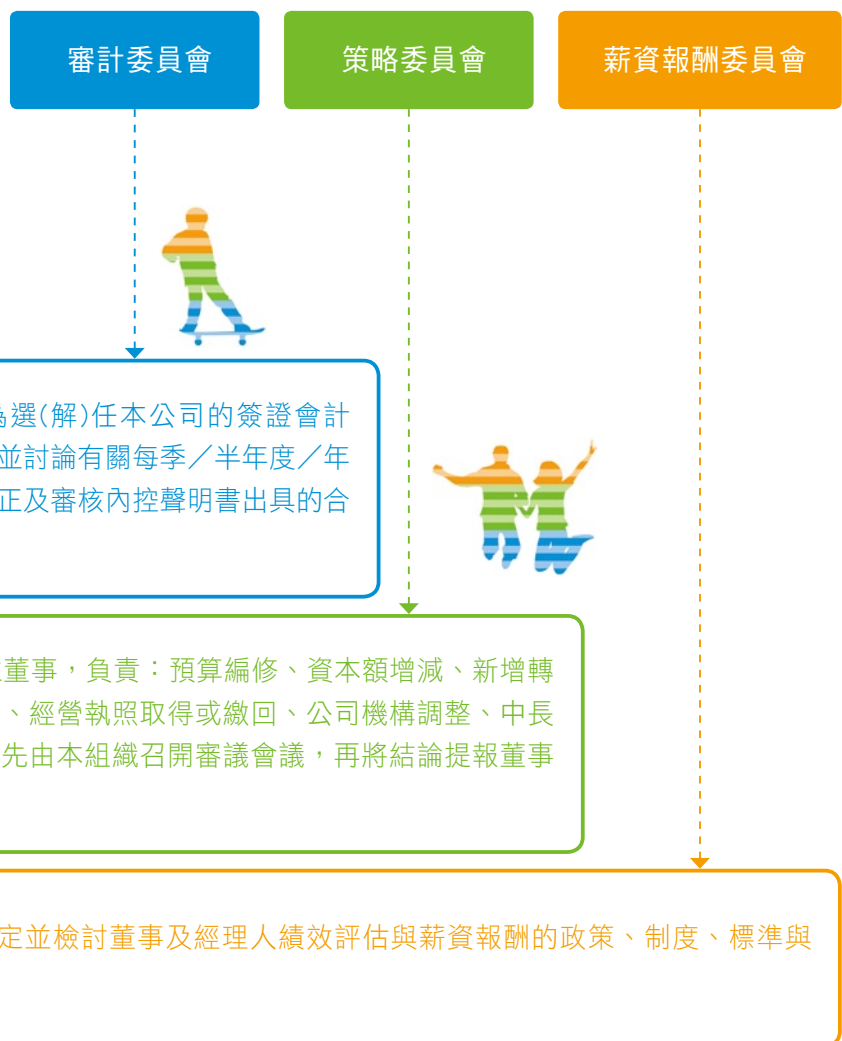 審計委員會
策略委員會
薪資報酬委員會
選(解)任本公司的簽證會計
並討論有關每季／半年度／年
正及審核內控聲明書出具的合
董事，負責：預算編修、資本額增減、新增轉
、經營執照取得或繳回、公司機構調整、中長
先由本組織召開審議會議，再將結論提報董事
定並檢討董事及經理人績效評估與薪資報酬的政策、制度、標準與